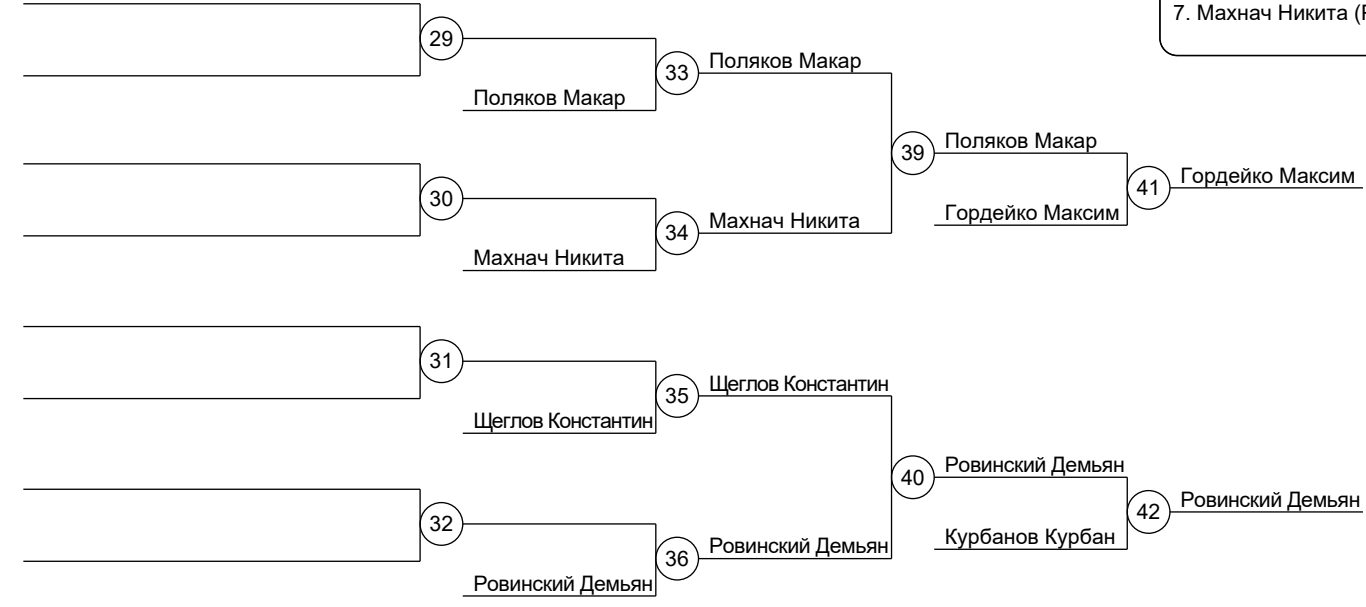 7. Махнач Никита (
29
33
Поляков Макар
Поляков Макар
39
Поляков Макар
41
Гордейко Максим
30
34
Махнач Никита
Гордейко Максим
Махнач Никита
31
35
Щеглов Константин
Щеглов Константин
40
Ровинский Демьян
42
Ровинский Демьян
32
36
Ровинский Демьян
Курбанов Курбан
Ровинский Демьян